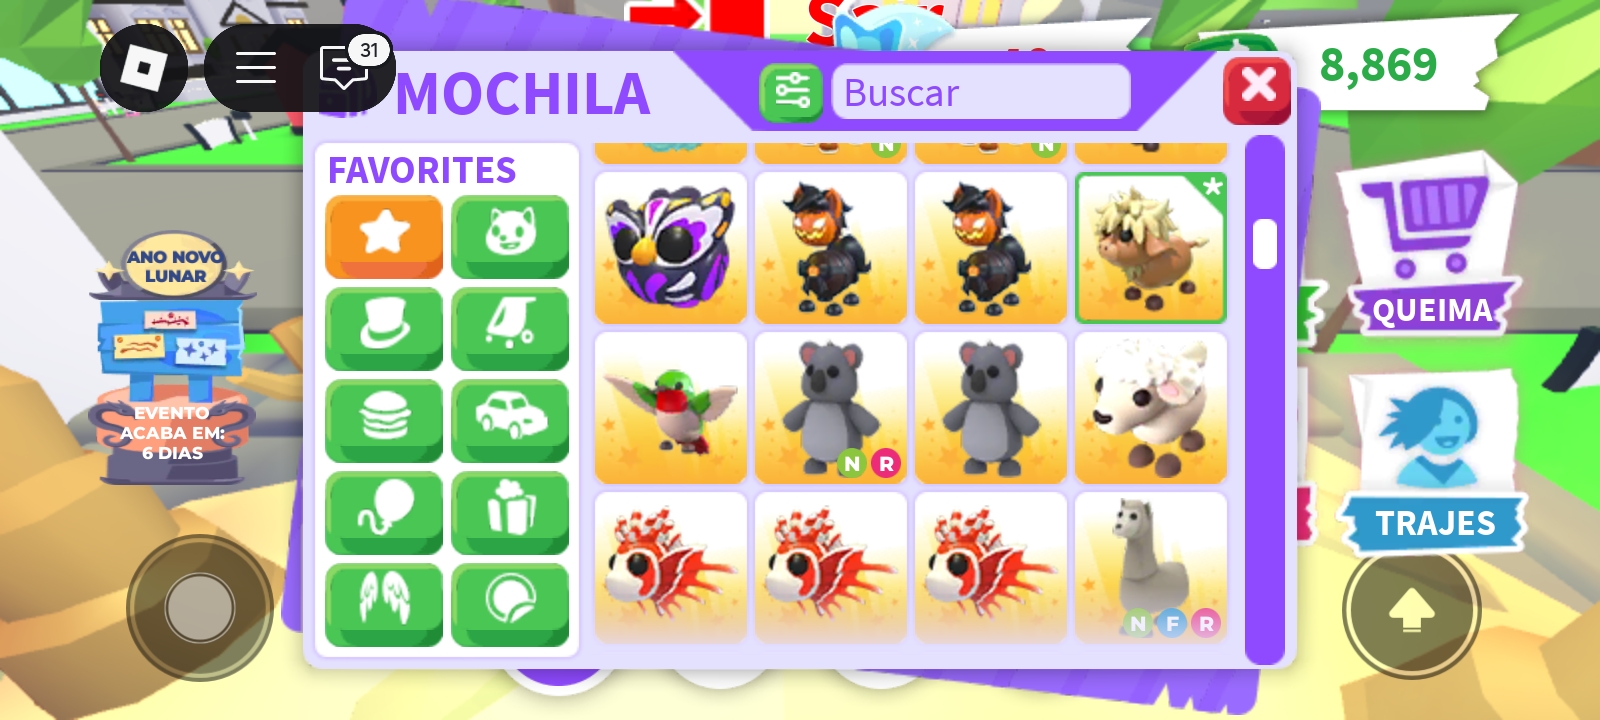 31
MOCHILA
Buscar
8,869
FAVORITES
N
N
ANO NOVO
LUNAR
EVENTO
ACABA EM:
6 DIAS
QUEIMA
N R
TRAJES
N F R